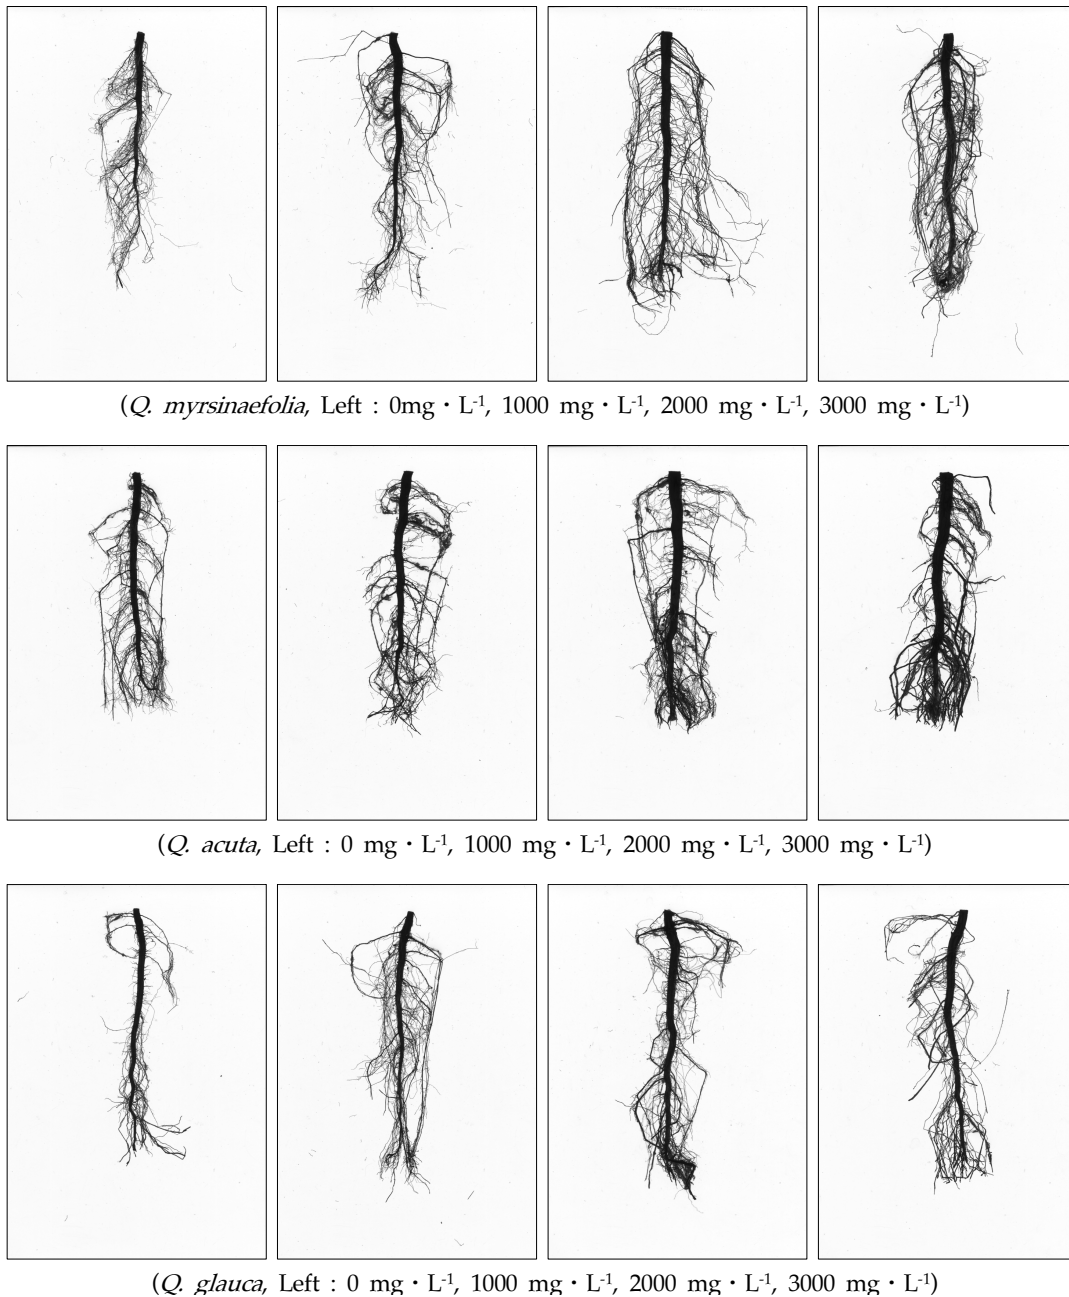 (Q. myrsinaefolia, Left : 0mg・L-1, 1000 mg・L-1, 2000 mg・L-1, 3000 mg・L-1)
(Q. acuta, Left : 0 mg・L-1, 1000 mg・L-1, 2000 mg・L-1, 3000 mg・L-1)
(Q. glauca, Left : 0 mg・L-1, 1000 mg・L-1, 2000 mg・L-1, 3000 mg・L-1)